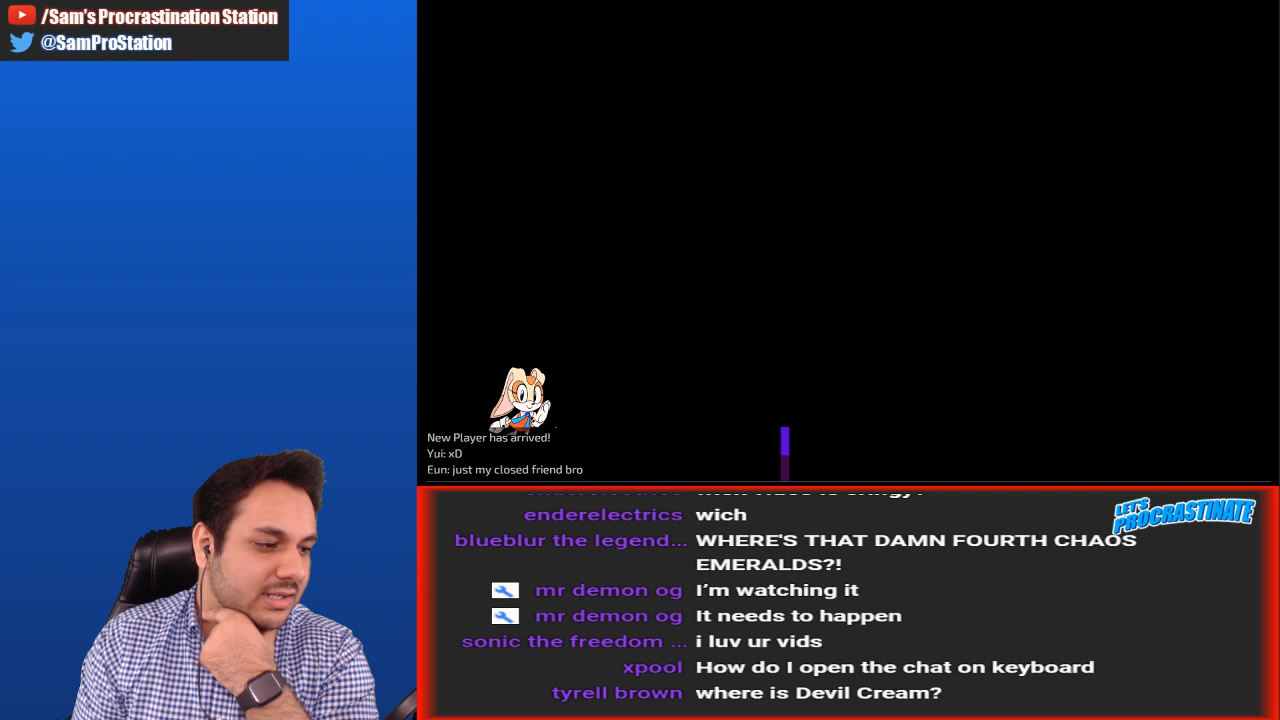 /Sam's Procrastination Station
@SamProStation
New Player has arrived!
Yui: xD
Eun: just my closed friend bro
LET'S
PROCRASTINATE
enderelectrics wich
blueblur the legend... WHERE'S THAT DAMN FOURTH CHAOS
EMERALDS?!
mr demon og I'm watching it
mr demon og It needs to happen
sonic the freedom ... i luv ur vids
xpool How do I open the chat on keyboard
tyrell brown where is Devil Cream?